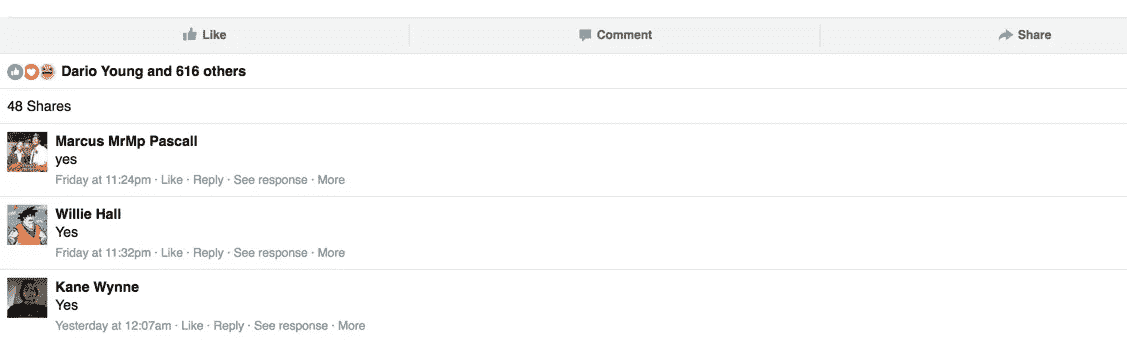 Like Comment Share
Dario Young and 616 others
48 Shares
Marcus MrMp Pascall
yes
Friday at 11:24pm · Like · Reply · See response · More
Willie Hall
Yes
Friday at 11:32pm · Like · Reply · See response · More
Kane Wynne
Yes
Yesterday at 12:07am · Like · Reply · See response · More